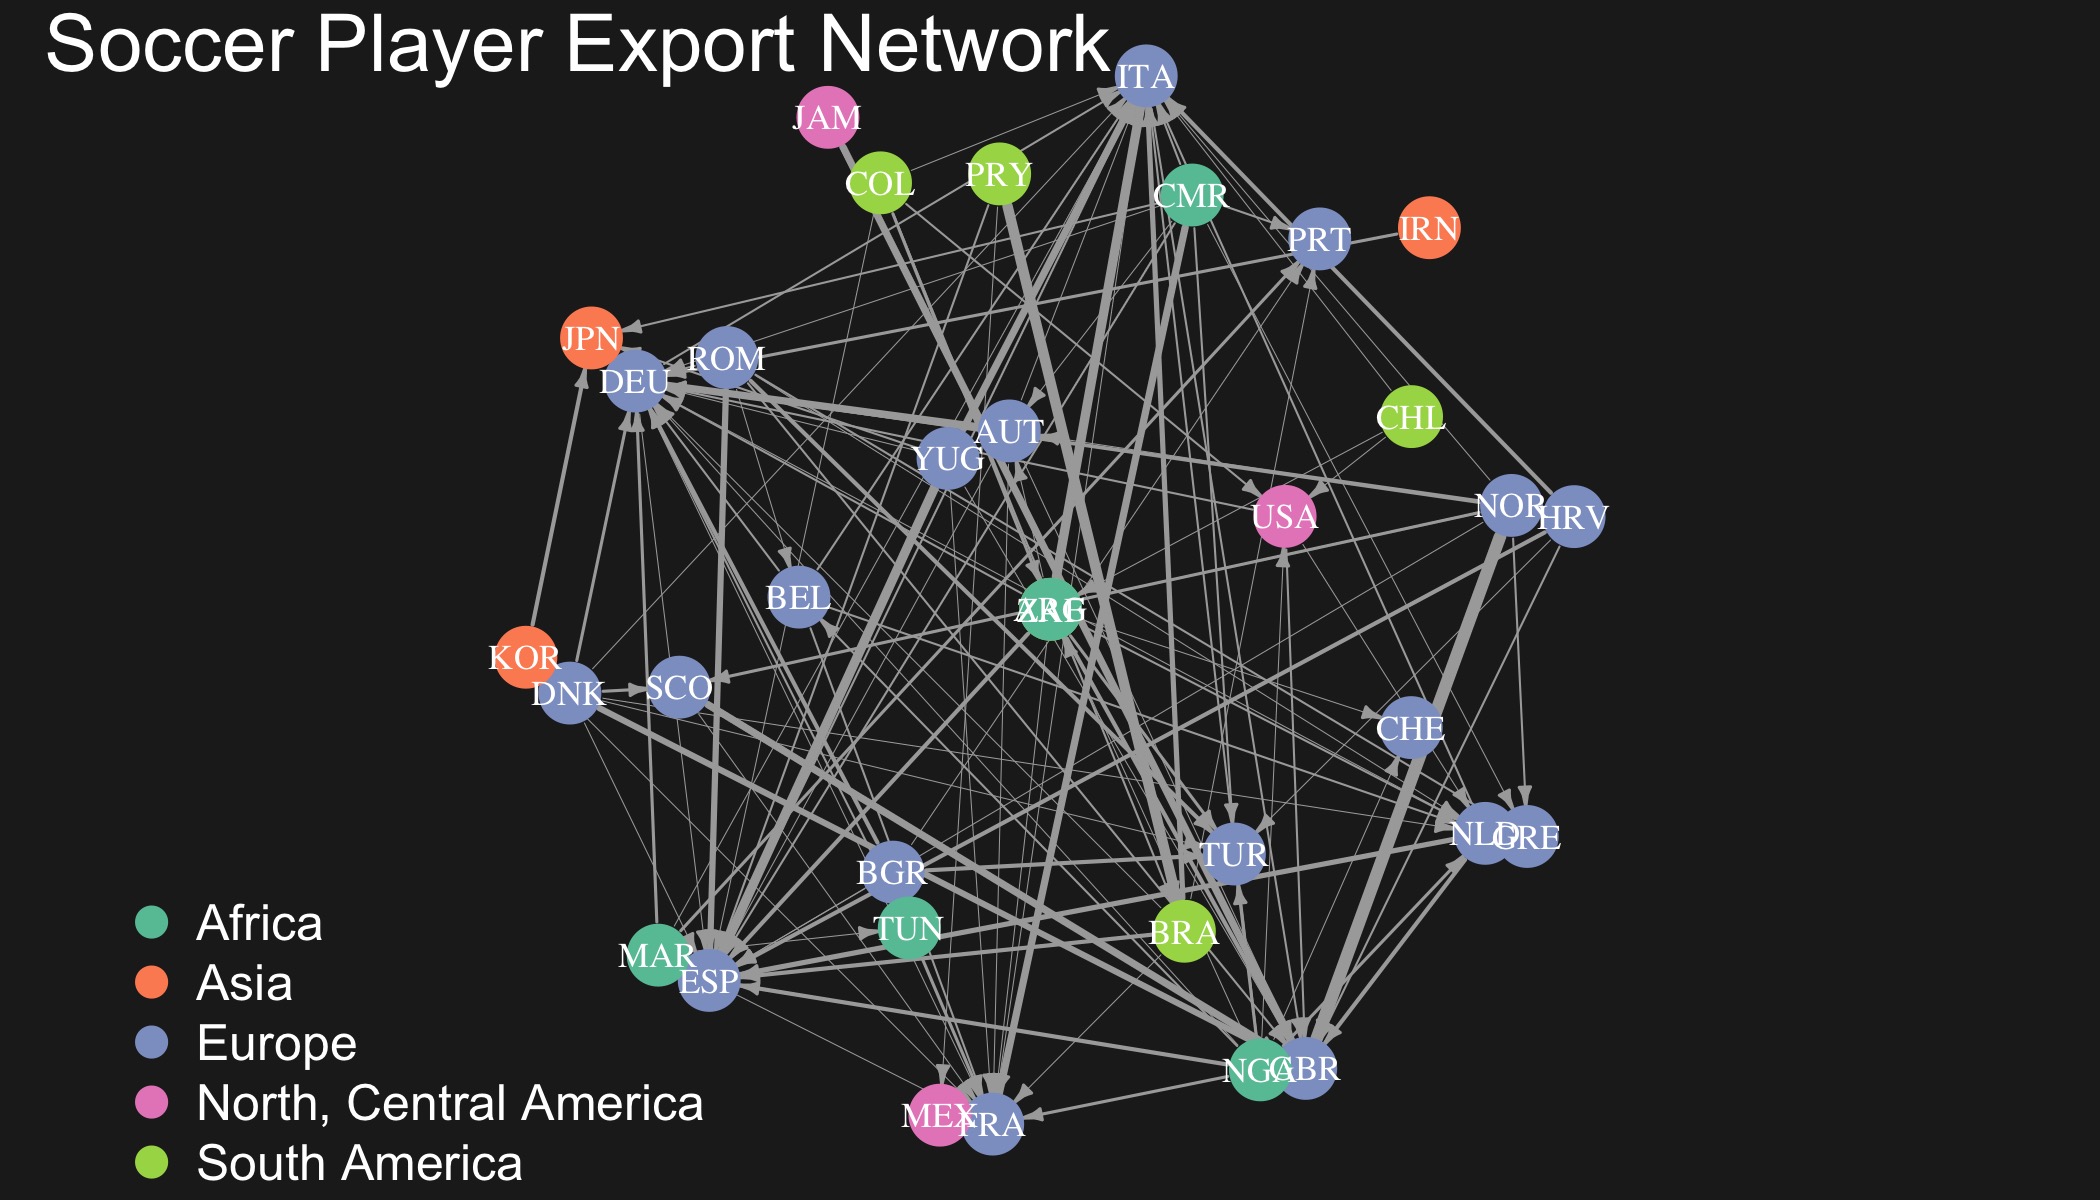 Soccer Player Export Network
ITA
JAM
COL
PRY
CMR
IRN
PRT
JPN
ROM
DEU
CHL
AUT
YUG
NOR
HRV
USA
BEL
KOR
DNK
SCO
CHE
NLD
GRE
TUR
BGR
TUN
BRA
MAR
ESP
NGA
GBR
MEX
FRA
Africa
Asia
Europe
North, Central America
South America